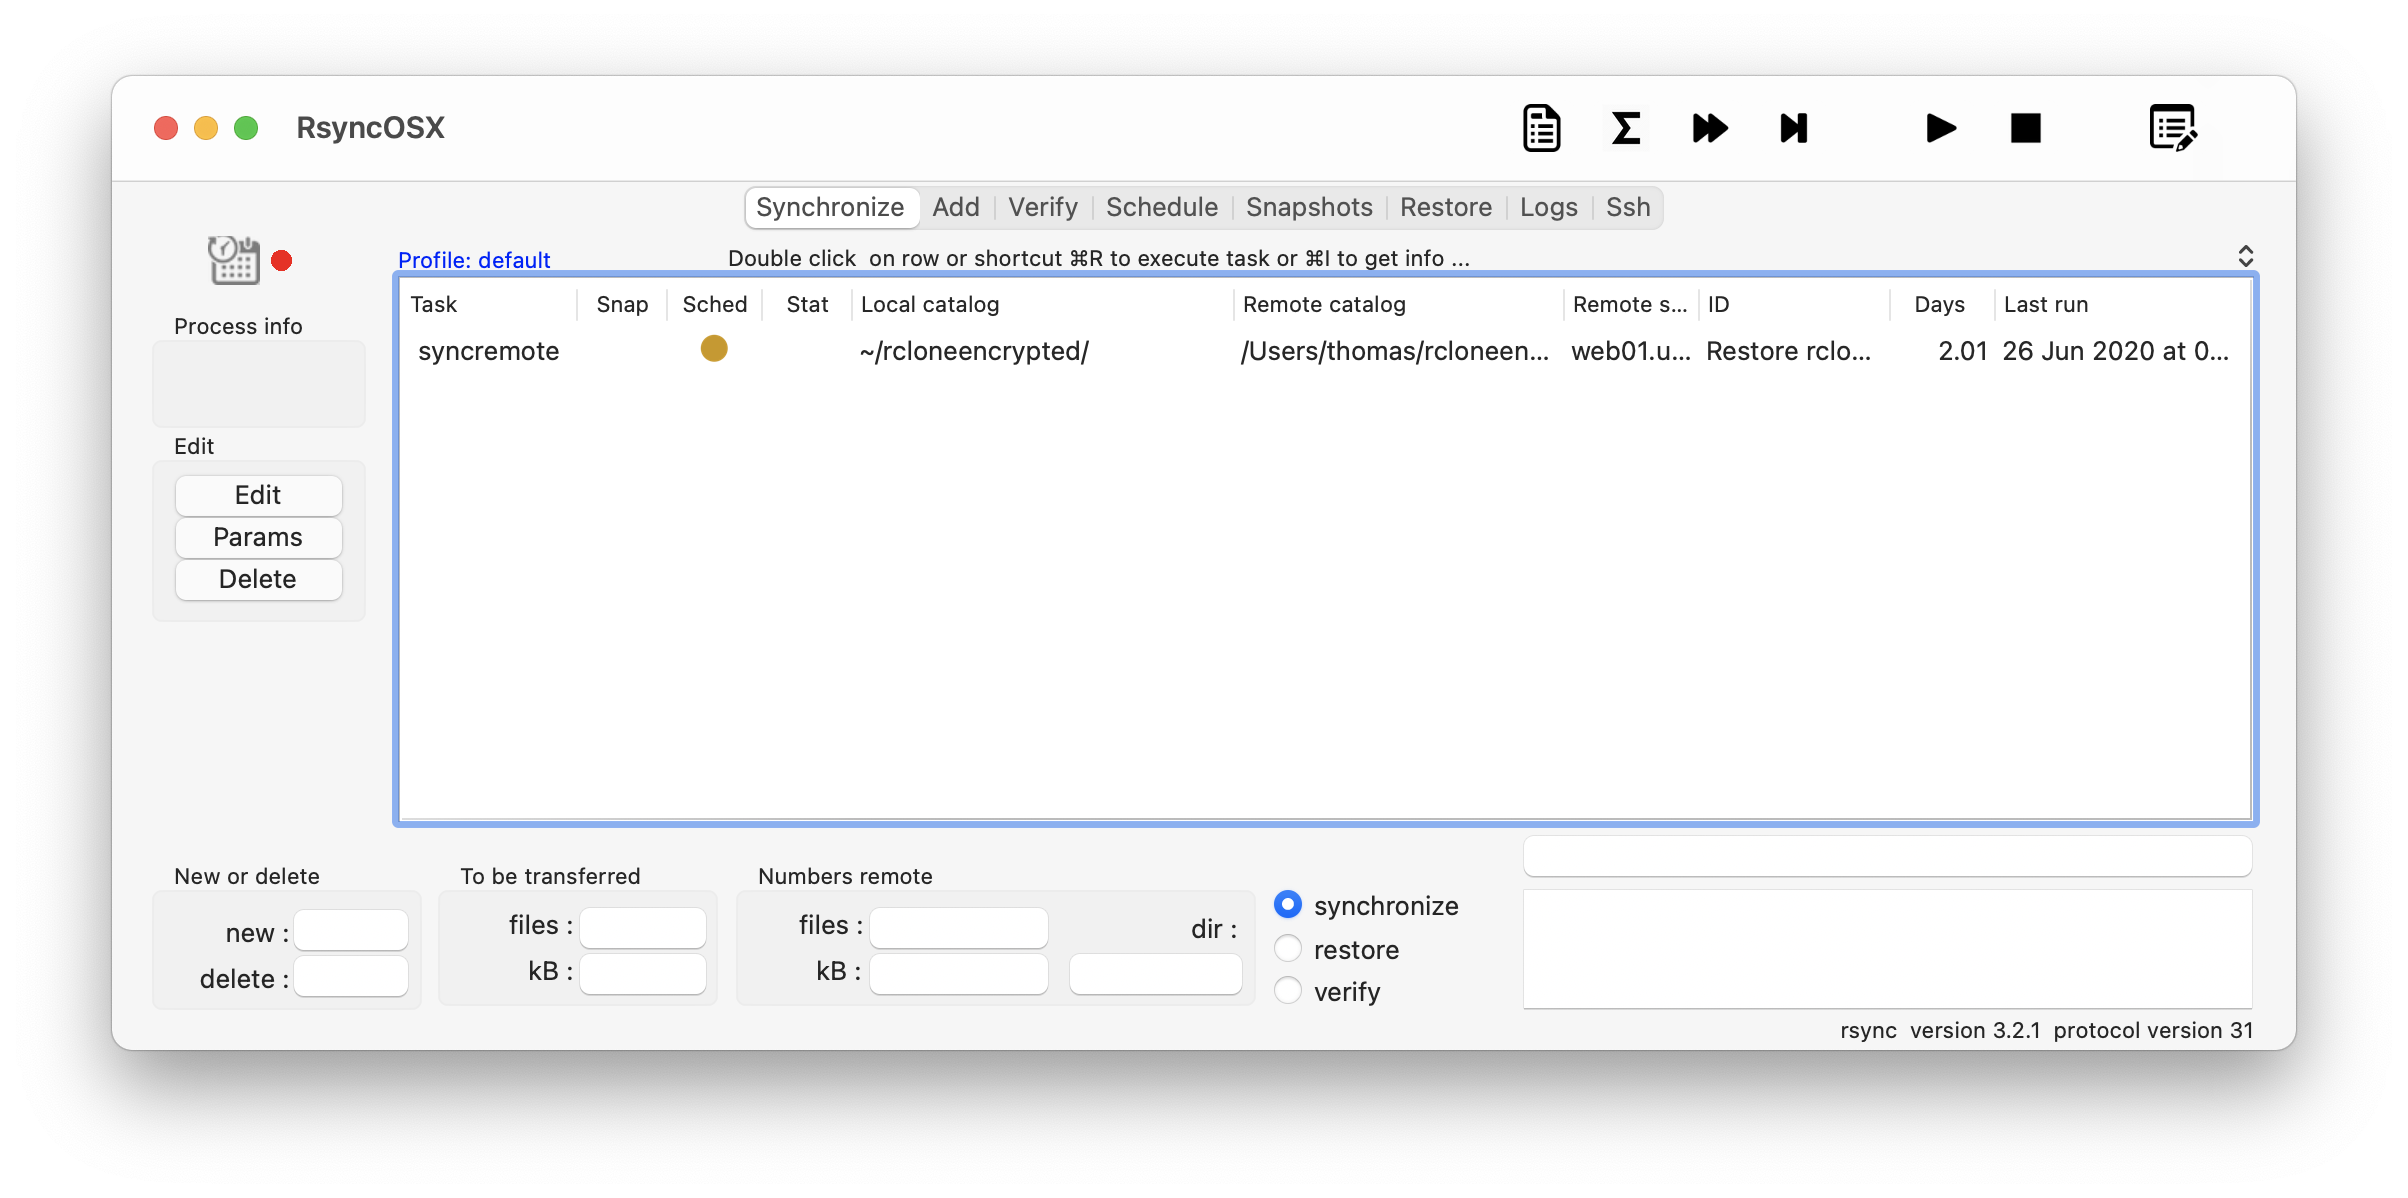 RsyncOSX
Synchronize Add Verify Schedule Snapshots Restore Logs Ssh
Profile: default Double click on row or shortcut ⌘R to execute task or ⌘I to get info ...
Task Snap Sched Stat Local catalog Remote catalog Remote s... ID Days Last run
syncremote ~/rcloneencrypted/ /Users/thomas/rcloneen... web01.u... Restore rclo... 2.01 26 Jun 2020 at 0...
Process info
Edit
Edit
Params
Delete
New or delete
new :
delete :
To be transferred
files :
kB :
Numbers remote
files :
kB :
dir :
synchronize
restore
verify
rsync version 3.2.1 protocol version 31